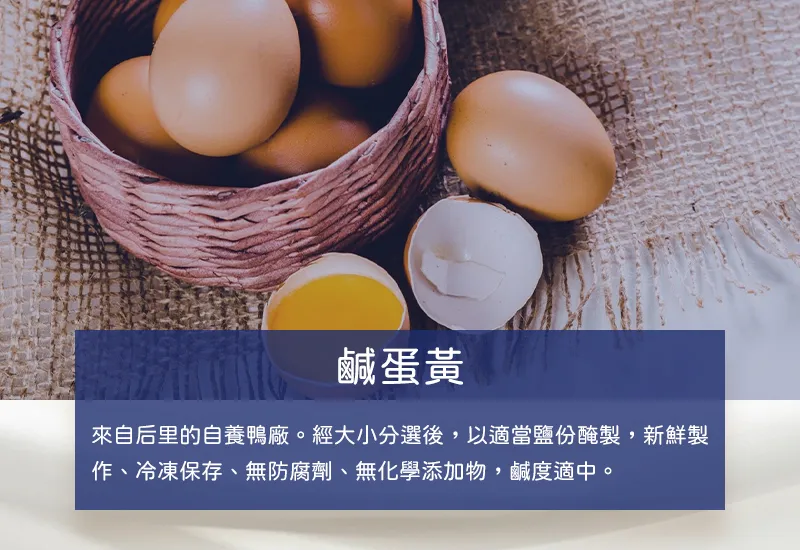 鹹蛋黃
來自后里的自養鴨廠。經大小分選後，以適當鹽份醃製，新鮮製
作、冷凍保存、無防腐劑、無化學添加物，鹹度適中。